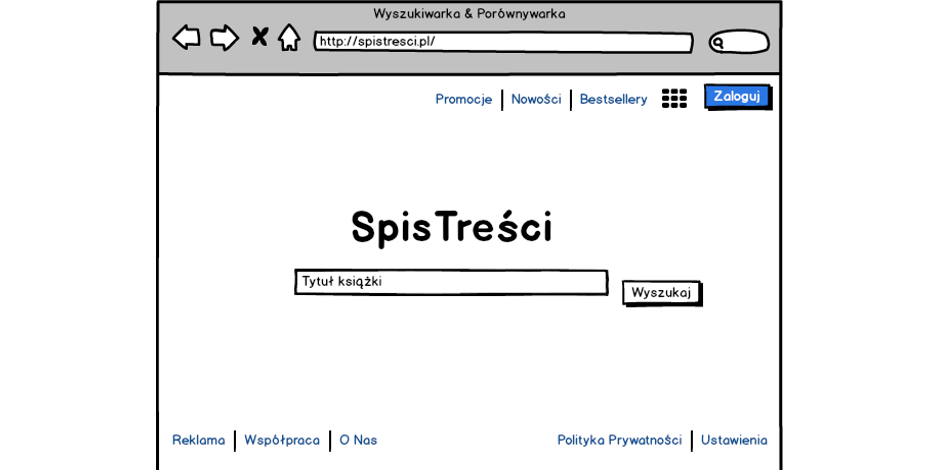 Wyszukiwarka & Porównywarka
http://spistresci.pl/
Promocje Nowości Bestsellery Zaloguj
SpisTreści
Tytuł książki
Wyszukaj
Reklama Współpraca O Nas Polityka Prywatności Ustawienia